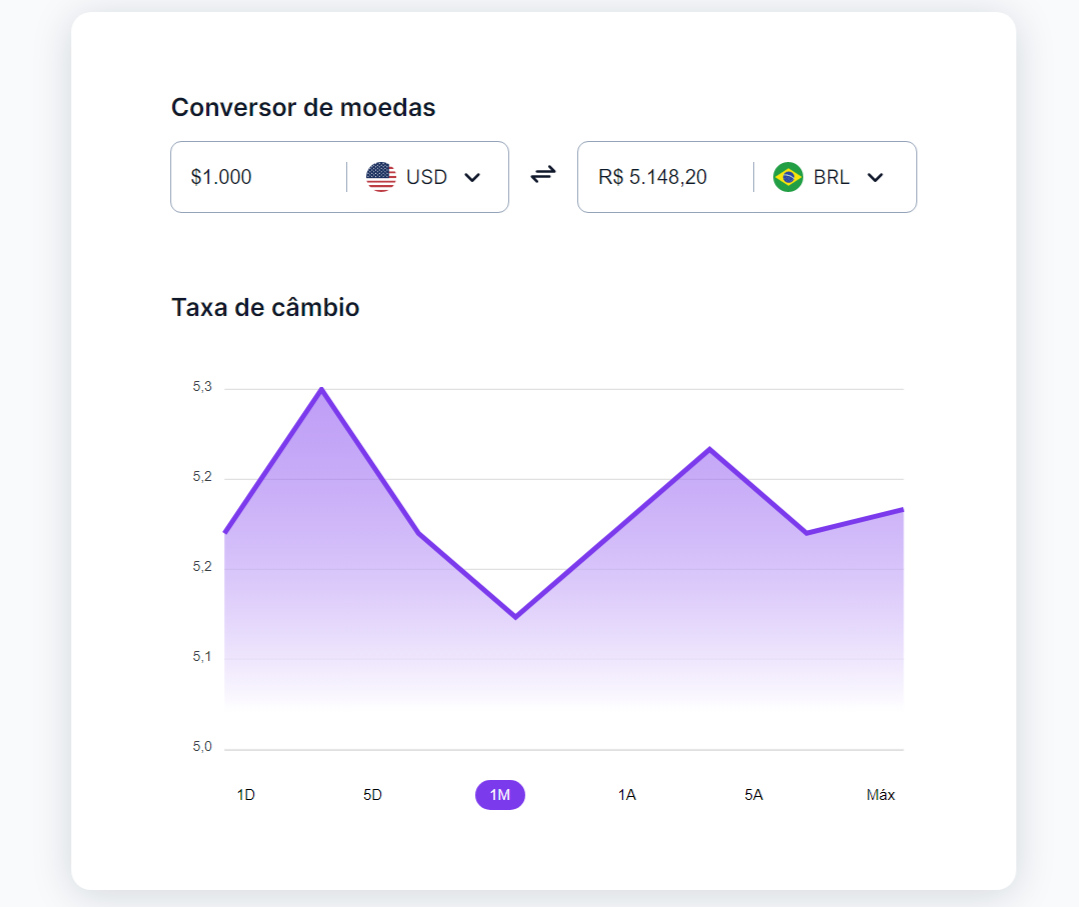 Conversor de moedas
$1.000 USD R$ 5.148,20 BRL
Taxa de câmbio
5,3
5,2
5,2
5,1
5,0
1D 5D 1M 1A 5A Máx